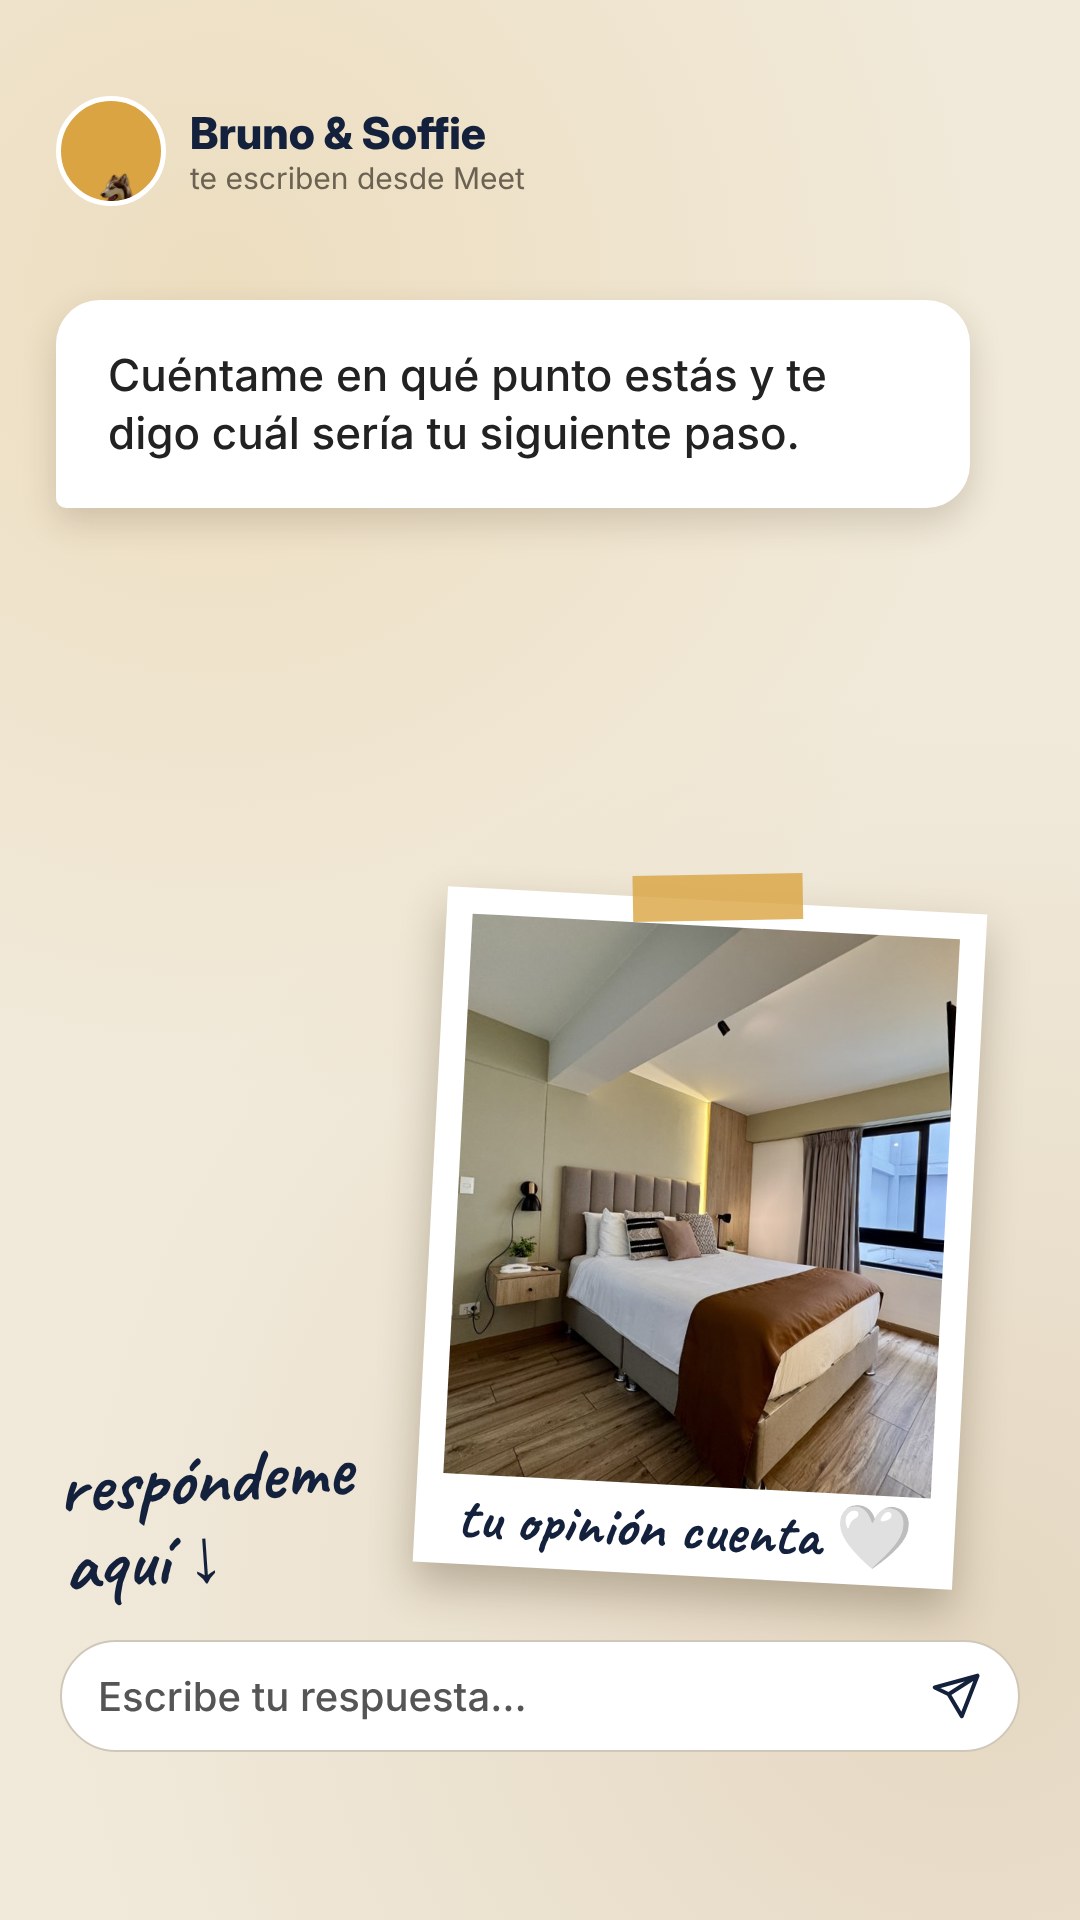 Bruno & Soffie
te escriben desde Meet
Cuéntame en qué punto estás y te
digo cuál sería tu siguiente paso.
respóndeme
aquí ↓
tu opinión cuenta 🤍
Escribe tu respuesta...